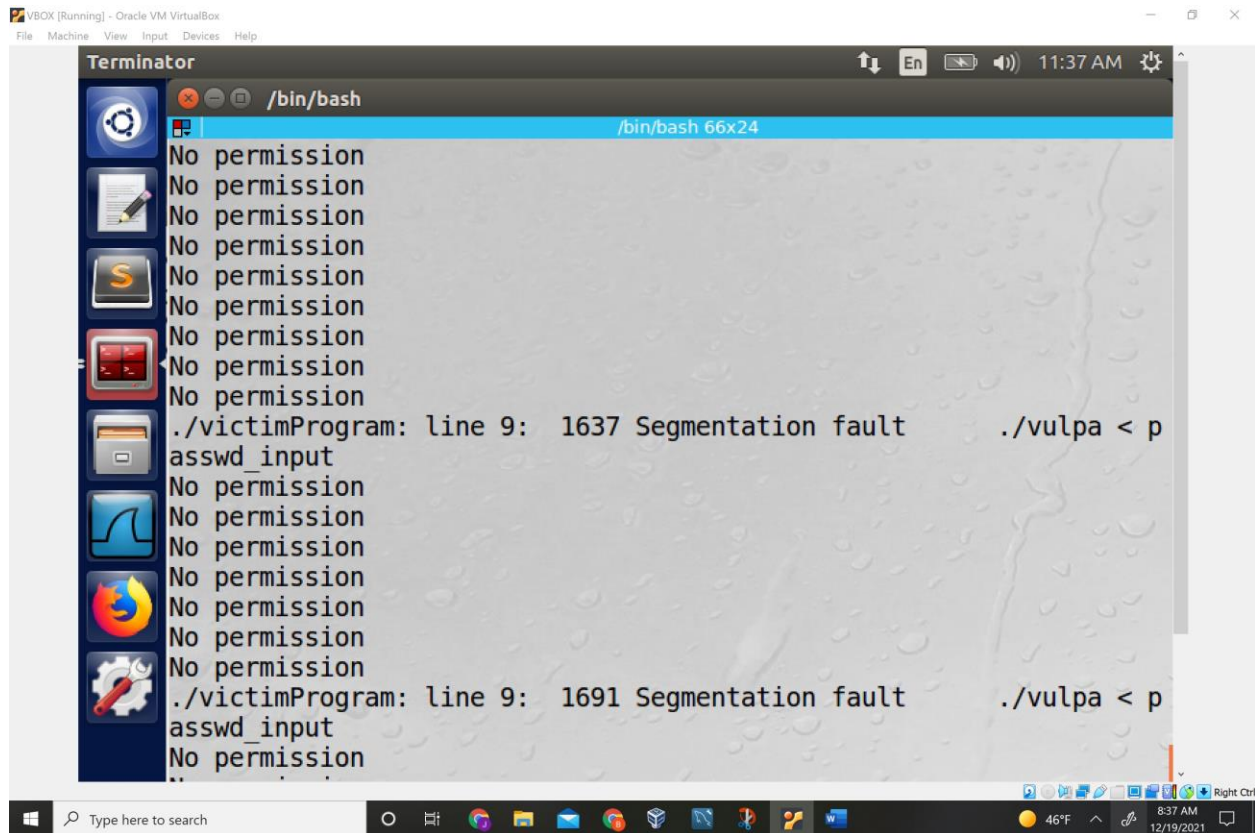 VBOX [Running] - Oracle VM VirtualBox
File Machine View Input Devices Help
Terminator
En
11:37 AM
/bin/bash
/bin/bash 66x24
No permission
No permission
No permission
No permission
No permission
No permission
No permission
No permission
No permission
./victimProgram: line 9:  1637 Segmentation fault      ./vulpa < p
asswd_input
No permission
No permission
No permission
No permission
No permission
No permission
No permission
./victimProgram: line 9:  1691 Segmentation fault      ./vulpa < p
asswd_input
No permission
Right Ctrl
Type here to search
46°F
8:37 AM
12/19/2021